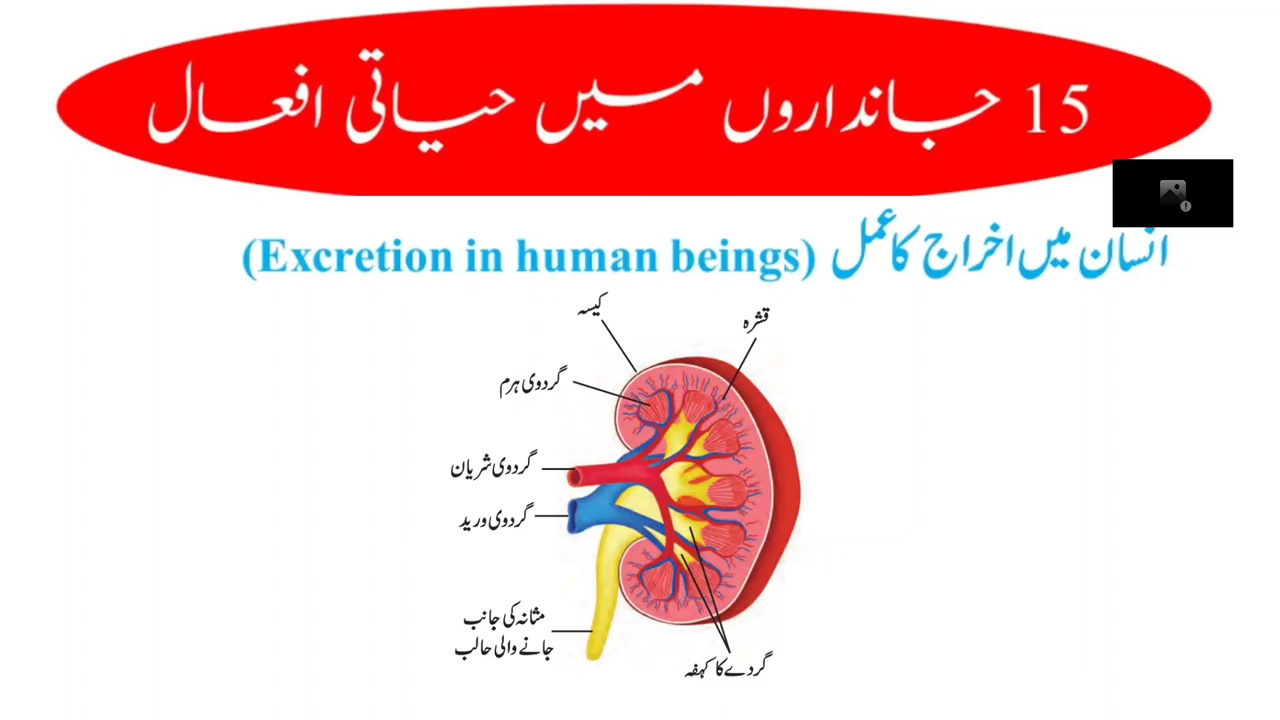 15 جانداروں میں حیاتی افعال
انسان میں اخراج کا عمل (Excretion in human beings)
کیسہ
قشرہ
گردوی ہرم
گردوی شریان
گردوی ورید
مثانہ کی جانب
جانے والی حالب
گردے کا کہفہ